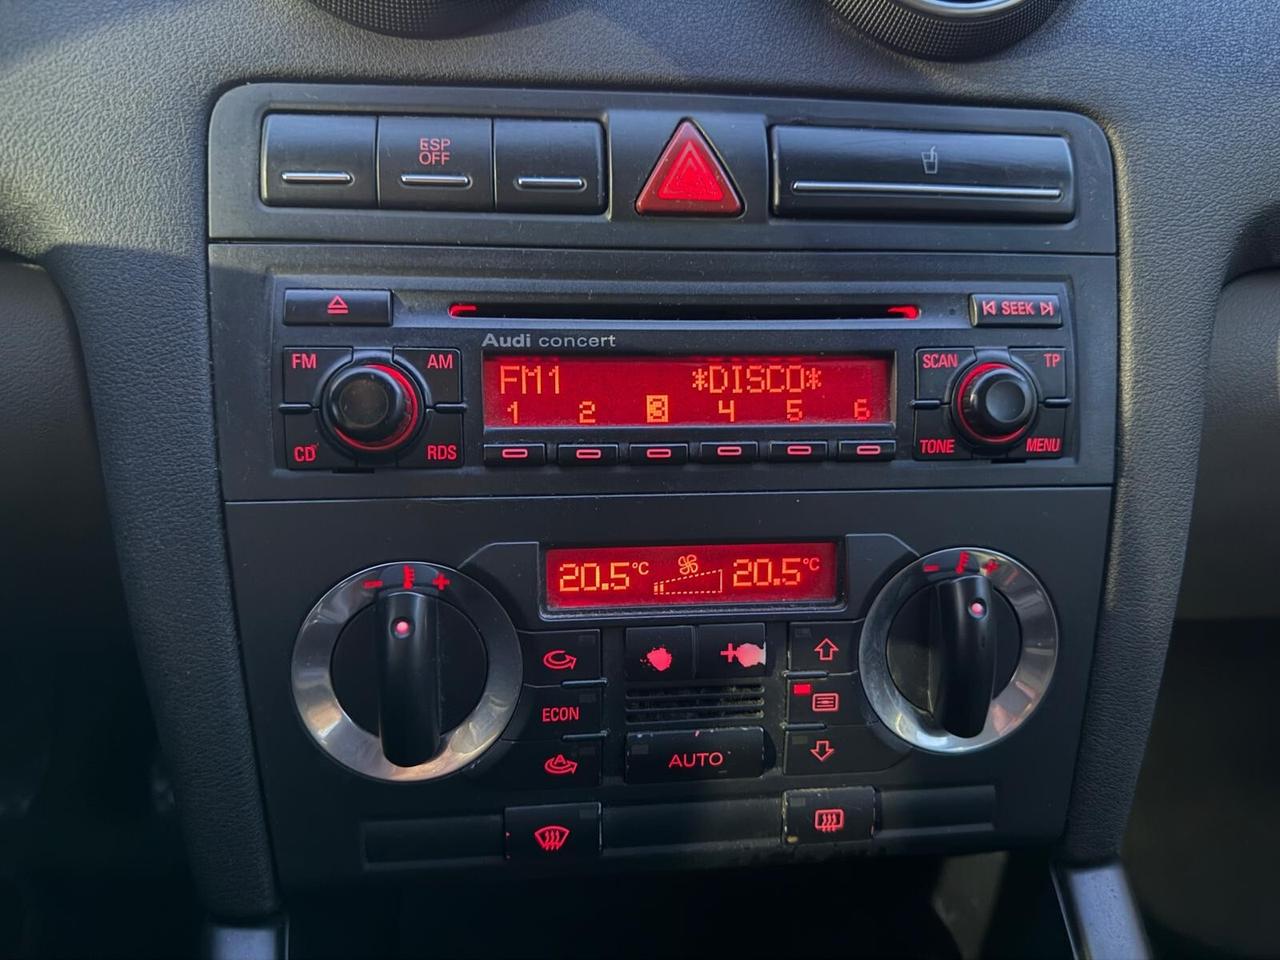 ESP
OFF
SEEK
Audi concert
FM
AM
FM1 *DISCO*
SCAN
TP
1 2 3 4 5 6
CD
RDS
TONE
MENU
20.5°C 20.5°C
- +
- +
ECON
A
AUTO